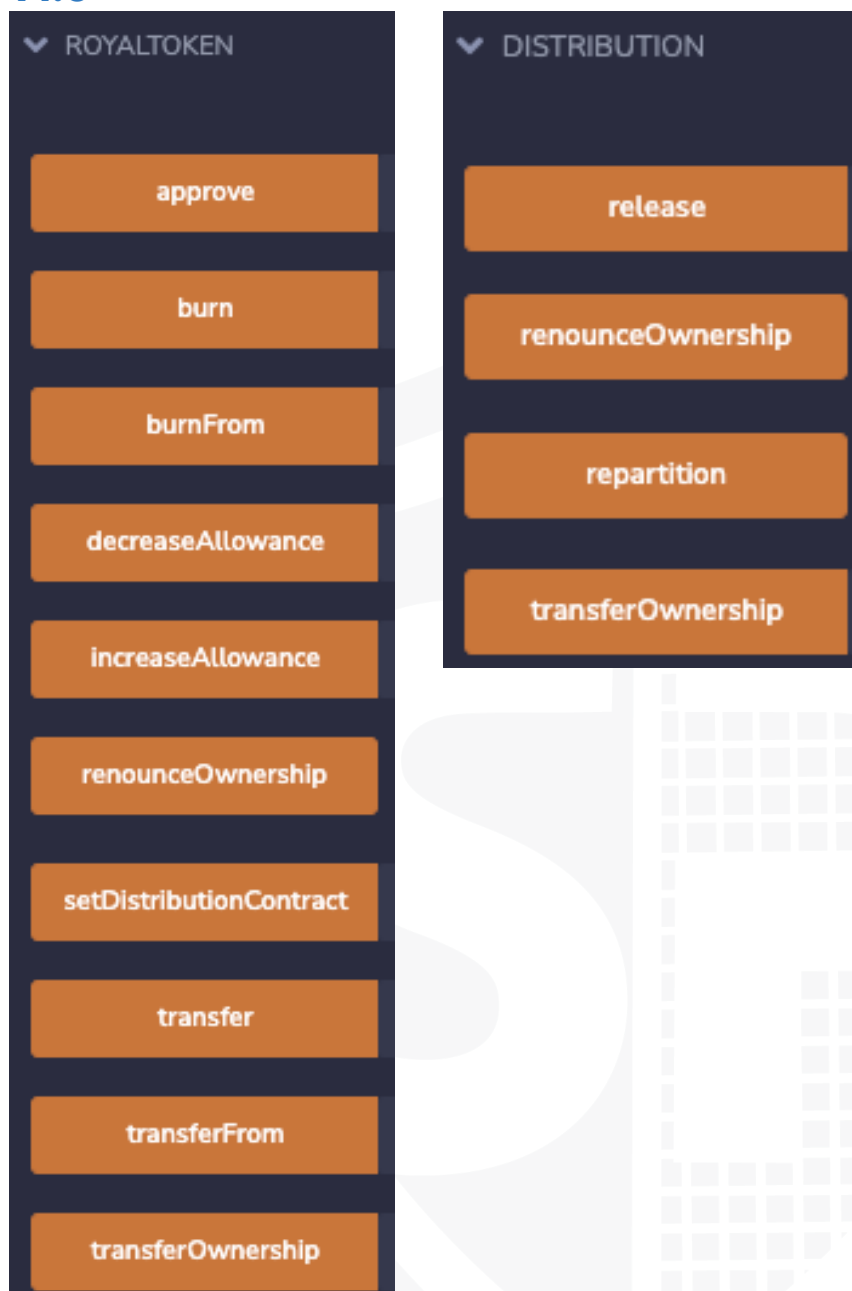 ROYALTOKEN
approve
burn
burnFrom
decreaseAllowance
increaseAllowance
renounceOwnership
setDistributionContract
transfer
transferFrom
transferOwnership
DISTRIBUTION
release
renounceOwnership
repartition
transferOwnership